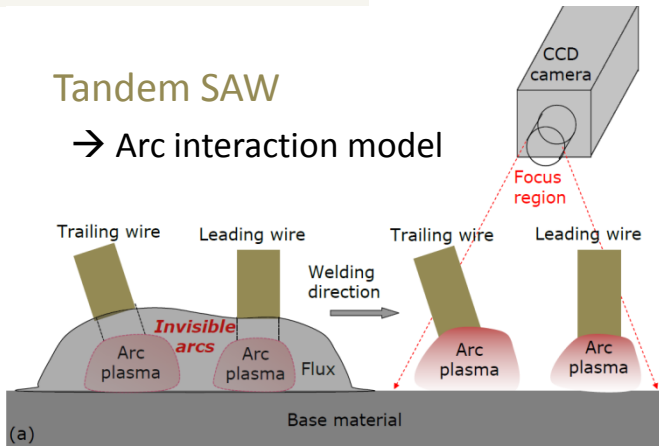 Tandem SAW
→ Arc interaction model
CCD
camera
Focus
region
Trailing wire
Leading wire
Welding
direction
Trailing wire
Leading wire
Invisible
arcs
Arc
plasma
Arc
plasma
Flux
Arc
plasma
Arc
plasma
Base material
(a)